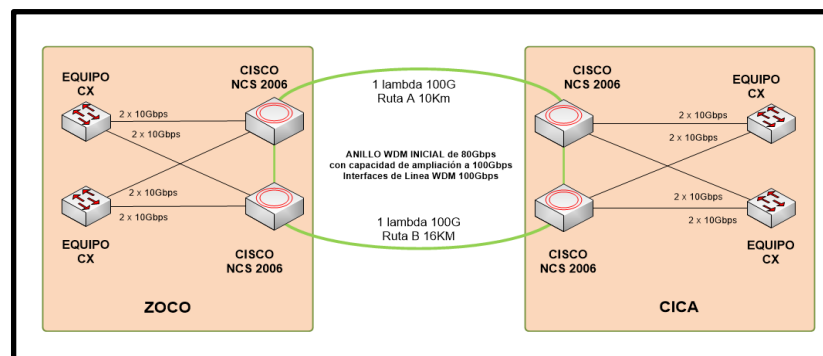 EQUIPO
CX
CISCO
NCS 2006
2 x 10Gbps
2 x 10Gbps
2 x 10Gbps
2 x 10Gbps
EQUIPO
CX
CISCO
NCS 2006
ZOCO
1 lambda 100G
Ruta A 10Km
ANILLO WDM INICIAL de 80Gbps
con capacidad de ampliación a 100Gbps
Interfaces de Línea WDM 100Gbps
1 lambda 100G
Ruta B 16KM
CISCO
NCS 2006
EQUIPO
CX
2 x 10Gbps
2 x 10Gbps
2 x 10Gbps
2 x 10Gbps
CISCO
NCS 2006
EQUIPO
CX
CICA